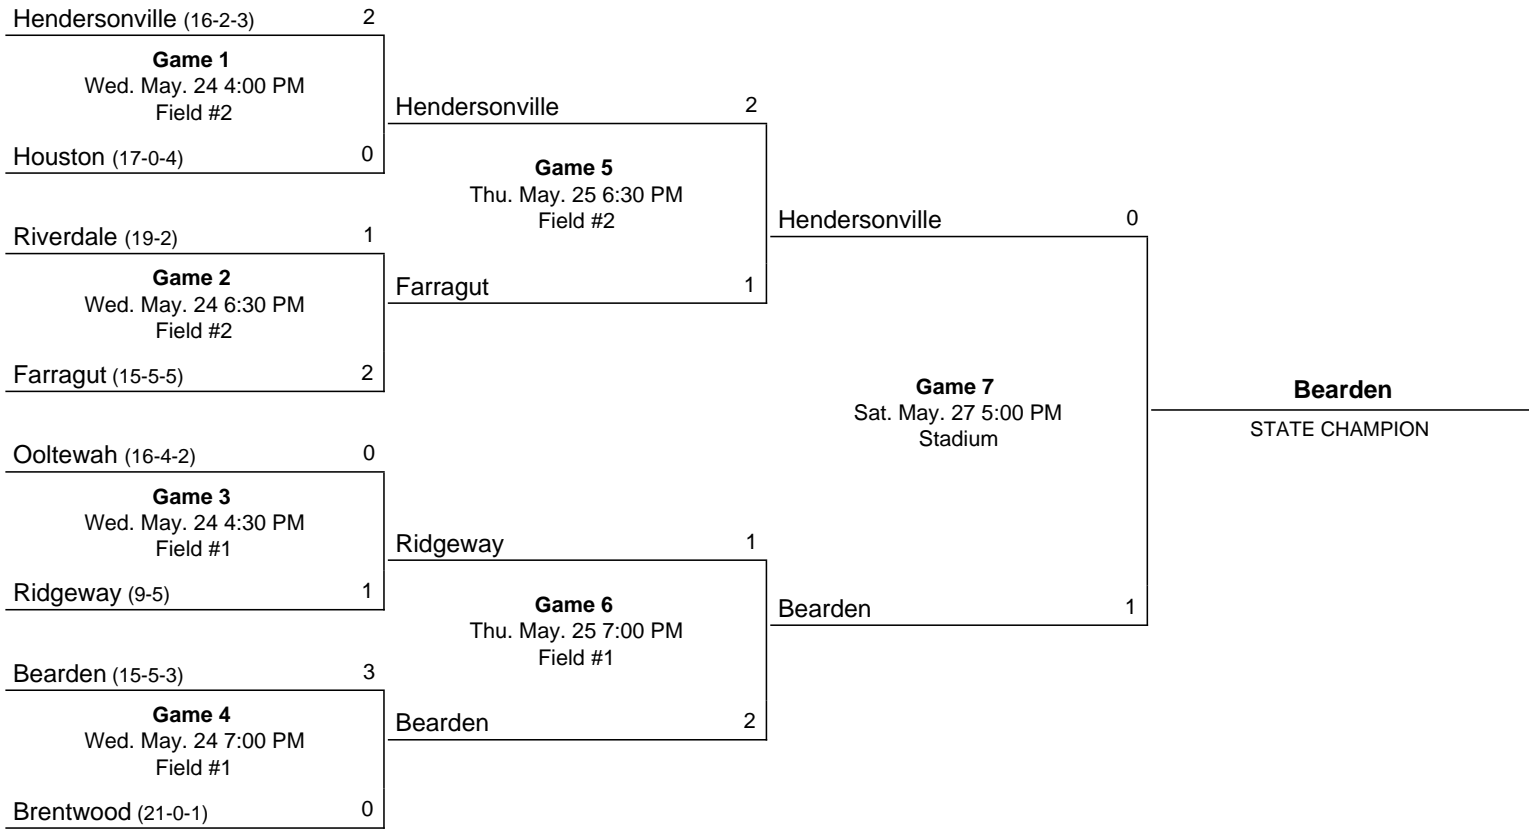 Hendersonville (16-2-3) 2
Game 1
Wed. May. 24 4:00 PM
Field #2
Houston (17-0-4) 0
Riverdale (19-2) 1
Game 2
Wed. May. 24 6:30 PM
Field #2
Farragut (15-5-5) 2
Ooltewah (16-4-2) 0
Game 3
Wed. May. 24 4:30 PM
Field #1
Ridgeway (9-5) 1
Bearden (15-5-3) 3
Game 4
Wed. May. 24 7:00 PM
Field #1
Brentwood (21-0-1) 0
Hendersonville 2
Game 5
Thu. May. 25 6:30 PM
Field #2
Farragut 1
Ridgeway 1
Game 6
Thu. May. 25 7:00 PM
Field #1
Bearden 2
Hendersonville 0
Game 7
Sat. May. 27 5:00 PM
Stadium
Bearden 1
Bearden
STATE CHAMPION